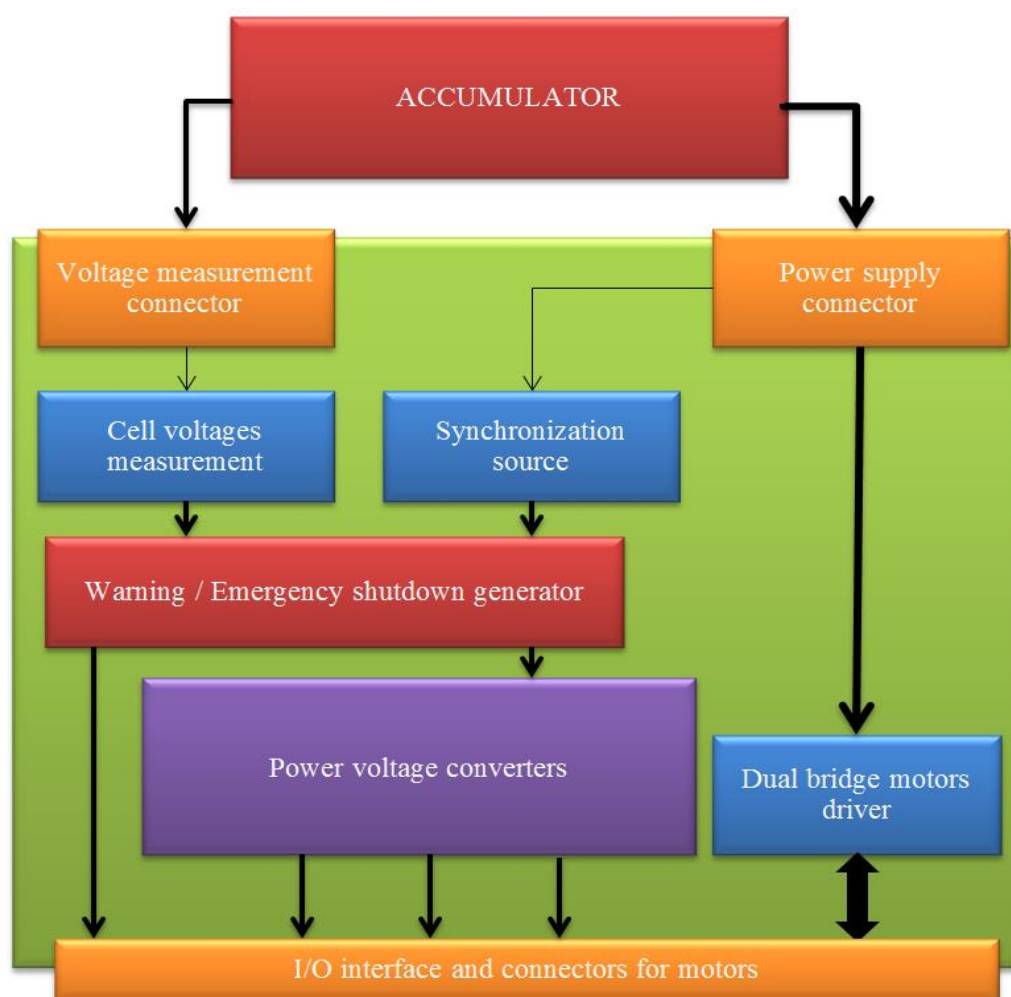 ACCUMULATOR
Voltage measurement
connector
Power supply
connector
Cell voltages
measurement
Synchronization
source
Warning / Emergency shutdown generator
Power voltage converters
Dual bridge motors
driver
I/O interface and connectors for motors